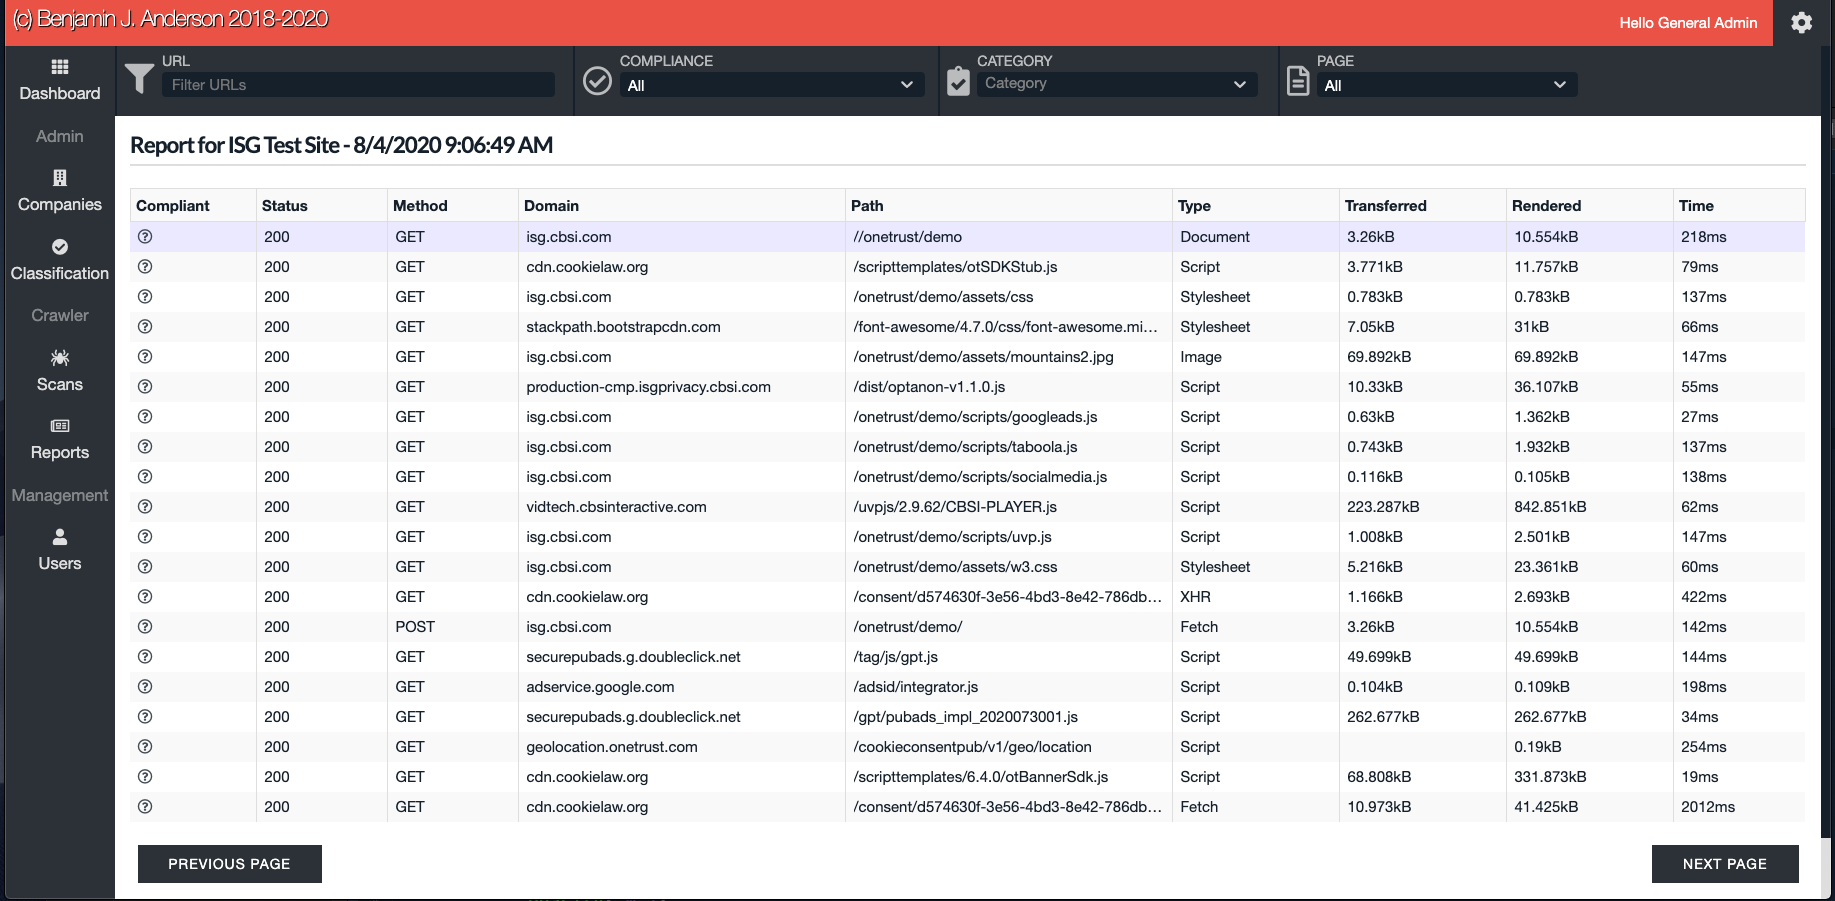 (c) Benjamin J. Anderson 2018-2020
Hello General Admin
Dashboard
Admin
Companies
Classification
Crawler
Scans
Reports
Management
Users
URL
Filter URLs
COMPLIANCE
All
CATEGORY
Category
PAGE
All
Report for ISG Test Site - 8/4/2020 9:06:49 AM
Compliant Status Method Domain Path Type Transferred Rendered Time
200 GET isg.cbsi.com //onetrust/demo Document 3.26kB 10.554kB 218ms
200 GET cdn.cookielaw.org /scripttemplates/otSDKStub.js Script 3.771kB 11.757kB 79ms
200 GET isg.cbsi.com /onetrust/demo/assets/css Stylesheet 0.783kB 0.783kB 137ms
200 GET stackpath.bootstrapcdn.com /font-awesome/4.7.0/css/font-awesome.mi... Stylesheet 7.05kB 31kB 66ms
200 GET isg.cbsi.com /onetrust/demo/assets/mountains2.jpg Image 69.892kB 69.892kB 147ms
200 GET production-cmp.isgprivacy.cbsi.com /dist/optanon-v1.1.0.js Script 10.33kB 36.107kB 55ms
200 GET isg.cbsi.com /onetrust/demo/scripts/googleads.js Script 0.63kB 1.362kB 27ms
200 GET isg.cbsi.com /onetrust/demo/scripts/taboola.js Script 0.743kB 1.932kB 137ms
200 GET isg.cbsi.com /onetrust/demo/scripts/socialmedia.js Script 0.116kB 0.105kB 138ms
200 GET vidtech.cbsinteractive.com /uvpjs/2.9.62/CBSI-PLAYER.js Script 223.287kB 842.851kB 62ms
200 GET isg.cbsi.com /onetrust/demo/scripts/uvp.js Script 1.008kB 2.501kB 147ms
200 GET isg.cbsi.com /onetrust/demo/assets/w3.css Stylesheet 5.216kB 23.361kB 60ms
200 GET cdn.cookielaw.org /consent/d574630f-3e56-4bd3-8e42-786db... XHR 1.166kB 2.693kB 422ms
200 POST isg.cbsi.com /onetrust/demo/ Fetch 3.26kB 10.554kB 142ms
200 GET securepubads.g.doubleclick.net /tag/js/gpt.js Script 49.699kB 49.699kB 144ms
200 GET adservice.google.com /adsid/integrator.js Script 0.104kB 0.109kB 198ms
200 GET securepubads.g.doubleclick.net /gpt/pubads_impl_2020073001.js Script 262.677kB 262.677kB 34ms
200 GET geolocation.onetrust.com /cookieconsentpub/v1/geo/location Script 0.19kB 254ms
200 GET cdn.cookielaw.org /scripttemplates/6.4.0/otBannerSdk.js Script 68.808kB 331.873kB 19ms
200 GET cdn.cookielaw.org /consent/d574630f-3e56-4bd3-8e42-786db... Fetch 10.973kB 41.425kB 2012ms
PREVIOUS PAGE
NEXT PAGE